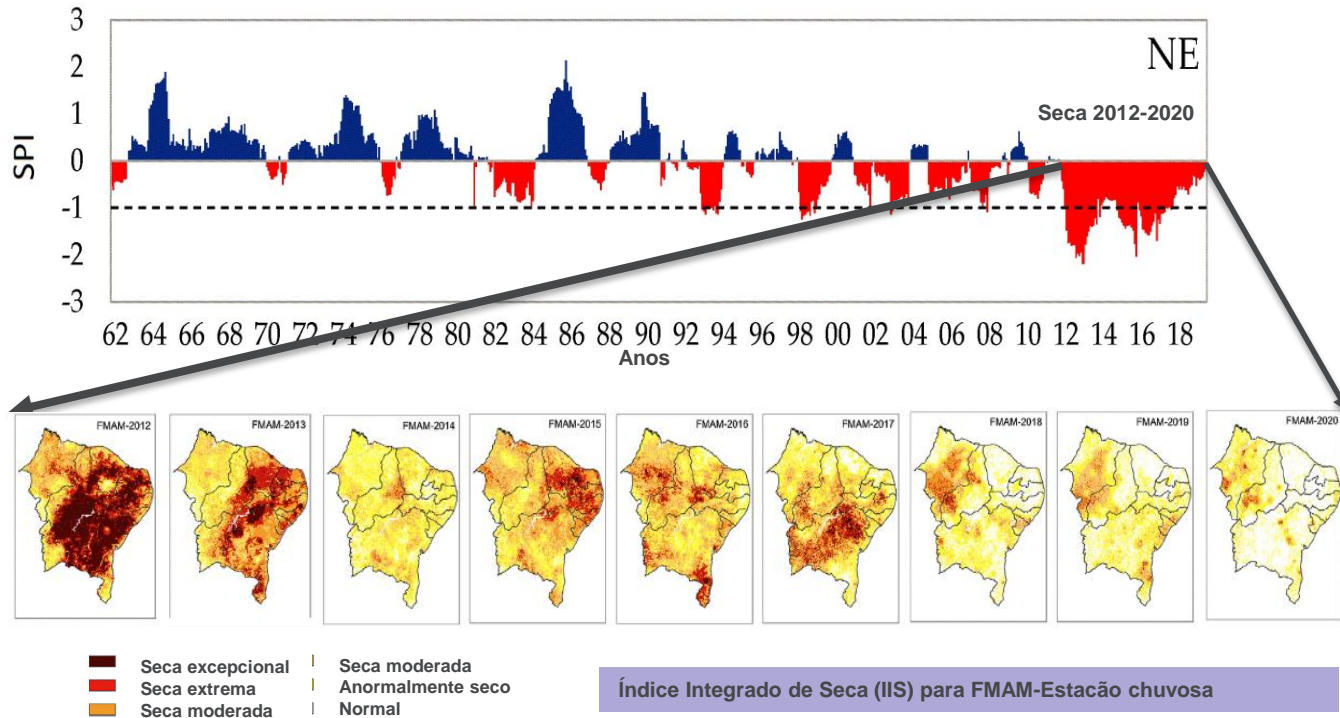 3
NE
2
Seca 2012-2020
1
SPI
0
-1
-2
-3
62 64 66 68 70 72 74 76 78 80 82 84 86 88 90 92 94 96 98 00 02 04 06 08 10 12 14 16 18
Anos
FMAM-2012 FMAM-2013 FMAM-2014 FMAM-2015 FMAM-2016 FMAM-2017 FMAM-2018 FMAM-2019 FMAM-2020
Seca excepcional
Seca extrema
Seca moderada
Seca moderada
Anormalmente seco
Normal
Índice Integrado de Seca (IIS) para FMAM-Estacão chuvosa